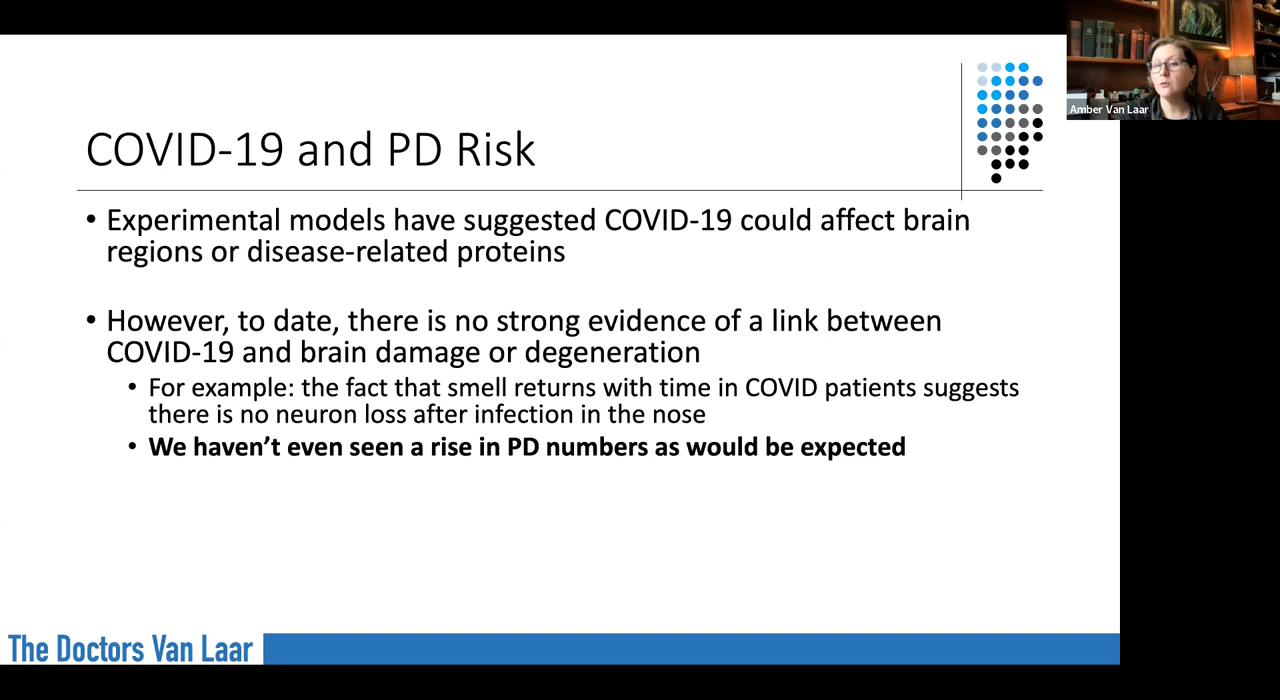 Amber Van Laar
COVID-19 and PD Risk
• Experimental models have suggested COVID-19 could affect brain
regions or disease-related proteins
• However, to date, there is no strong evidence of a link between
COVID-19 and brain damage or degeneration
• For example: the fact that smell returns with time in COVID patients suggests
there is no neuron loss after infection in the nose
• We haven’t even seen a rise in PD numbers as would be expected
The Doctors Van Laar